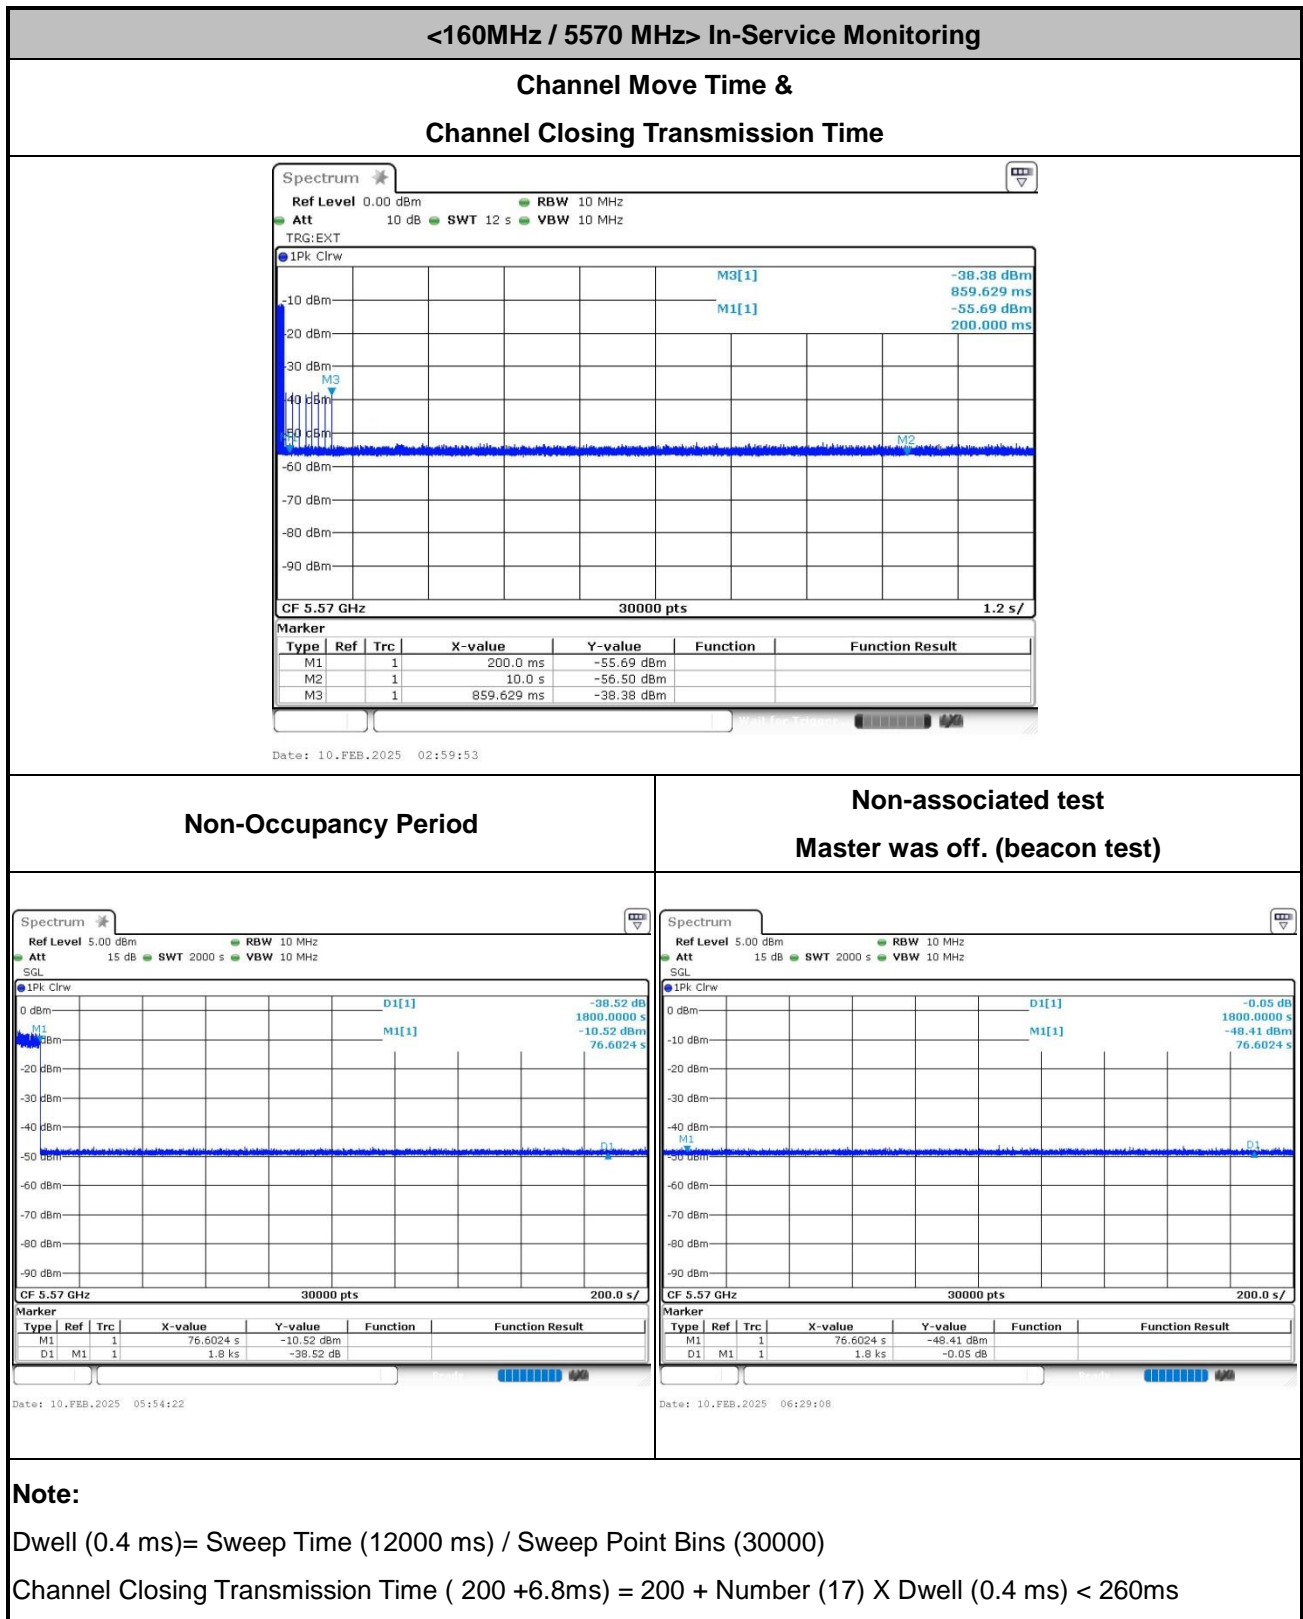 <160MHz / 5570 MHz> In-Service Monitoring
Channel Move Time &
Channel Closing Transmission Time
Spectrum
Ref Level 0.00 dBm RBW 10 MHz
Att 10 dB SWT 12 s VBW 10 MHz
TRG:EXT
1Pk Clrw
M3[1] -38.38 dBm
859.629 ms
-10 dBm
M1[1] -55.69 dBm
200.000 ms
-20 dBm
-30 dBm
M3
-40 dBm
-50 dBm
M2
-60 dBm
-70 dBm
-80 dBm
-90 dBm
CF 5.57 GHz 30000 pts 1.2 s/
Marker
Type Ref Trc X-value Y-value Function Function Result
M1 1 200.0 ms -55.69 dBm
M2 1 10.0 s -56.50 dBm
M3 1 859.629 ms -38.38 dBm
Wait for Trigger
Date: 10.FEB.2025 02:59:53
Non-Occupancy Period
Non-associated test
Master was off. (beacon test)
Spectrum
Ref Level 5.00 dBm RBW 10 MHz
Att 15 dB SWT 2000 s VBW 10 MHz
SGL
1Pk Clrw
D1[1] -38.52 dB
1800.0000 s
0 dBm
M1[1] -10.52 dBm
76.6024 s
M1
-20 dBm
-30 dBm
-40 dBm
D1
-50 dBm
-60 dBm
-70 dBm
-80 dBm
-90 dBm
CF 5.57 GHz 30000 pts 200.0 s/
Marker
Type Ref Trc X-value Y-value Function Function Result
M1 1 76.6024 s -10.52 dBm
D1 M1 1 1.8 ks -38.52 dB
Ready
Date: 10.FEB.2025 05:54:22
Spectrum
Ref Level 5.00 dBm RBW 10 MHz
Att 15 dB SWT 2000 s VBW 10 MHz
SGL
1Pk Clrw
D1[1] -0.05 dB
1800.0000 s
0 dBm
M1[1] -48.41 dBm
76.6024 s
-10 dBm
-20 dBm
-30 dBm
-40 dBm
M1
D1
-50 dBm
-60 dBm
-70 dBm
-80 dBm
-90 dBm
CF 5.57 GHz 30000 pts 200.0 s/
Marker
Type Ref Trc X-value Y-value Function Function Result
M1 1 76.6024 s -48.41 dBm
D1 M1 1 1.8 ks -0.05 dB
Ready
Date: 10.FEB.2025 06:29:08
Note:
Dwell (0.4 ms)= Sweep Time (12000 ms) / Sweep Point Bins (30000)
Channel Closing Transmission Time ( 200 +6.8ms) = 200 + Number (17) X Dwell (0.4 ms) < 260ms